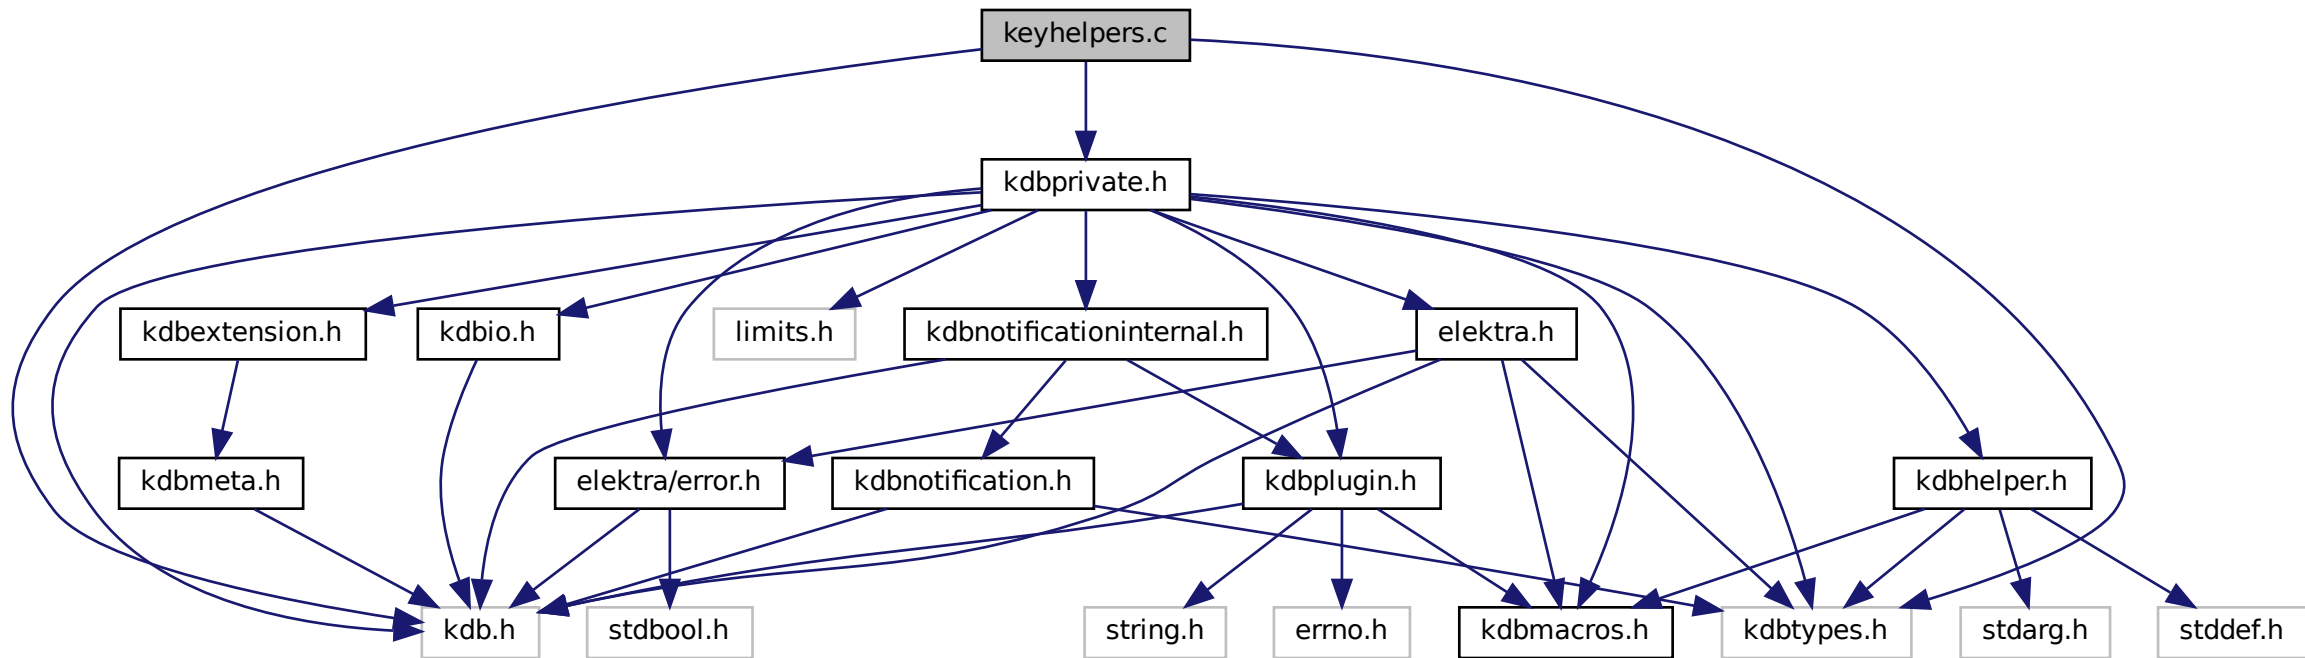 keyhelpers.c
kdbprivate.h
kdbextension.h
kdbio.h
limits.h
kdbnotificationinternal.h
elektra.h
kdbmeta.h
elektra/error.h
kdbnotification.h
kdbplugin.h
kdbhelper.h
kdb.h
stdbool.h
string.h
errno.h
kdbmacros.h
kdbtypes.h
stdarg.h
stddef.h